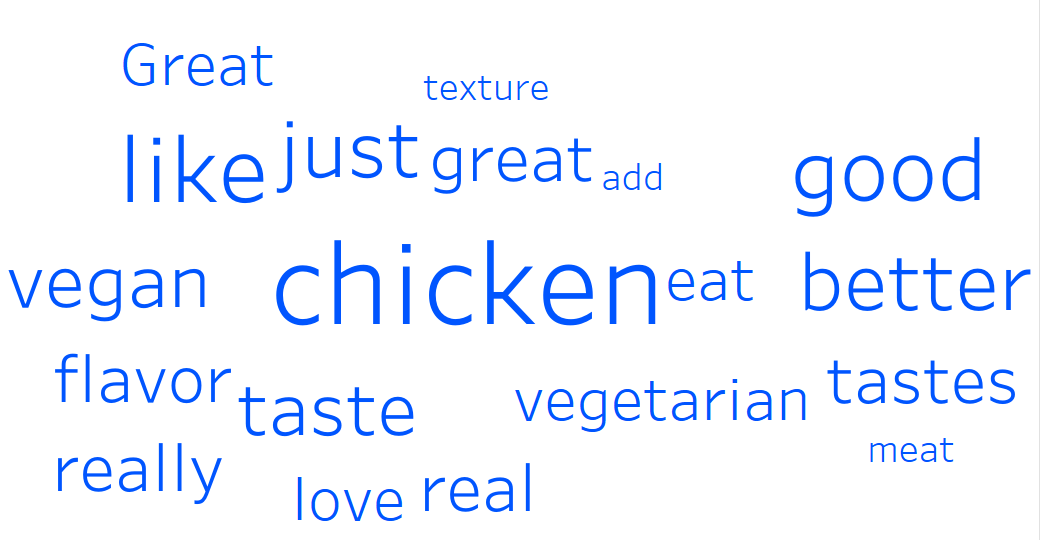 Great
texture
like just great add good
vegan chicken eat better
flavor taste vegetarian tastes
really love real meat